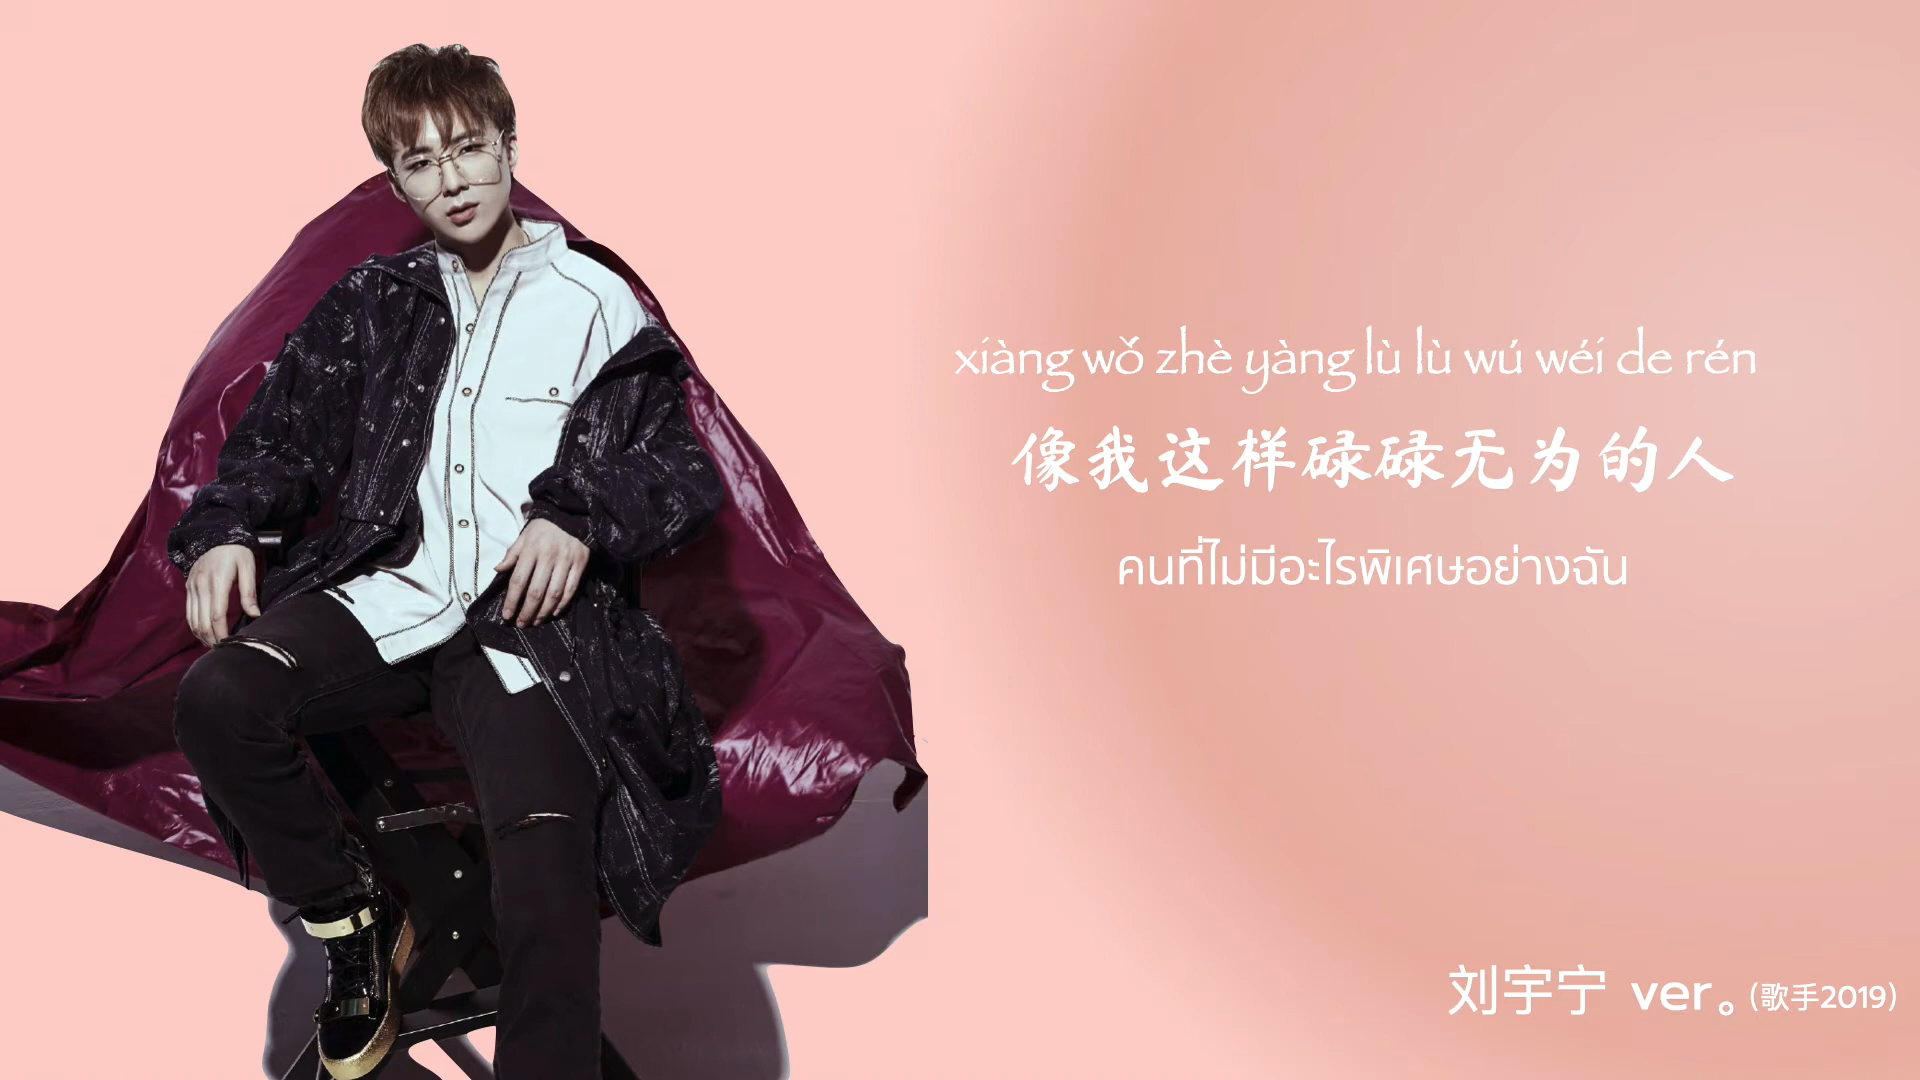 xiàng wǒ zhè yàng lù lù wú wéi de rén
像我这样碌碌无为的人
คนที่ไม่มีอะไรพิเศษอย่างฉัน
刘宇宁 ver。(歌手2019)